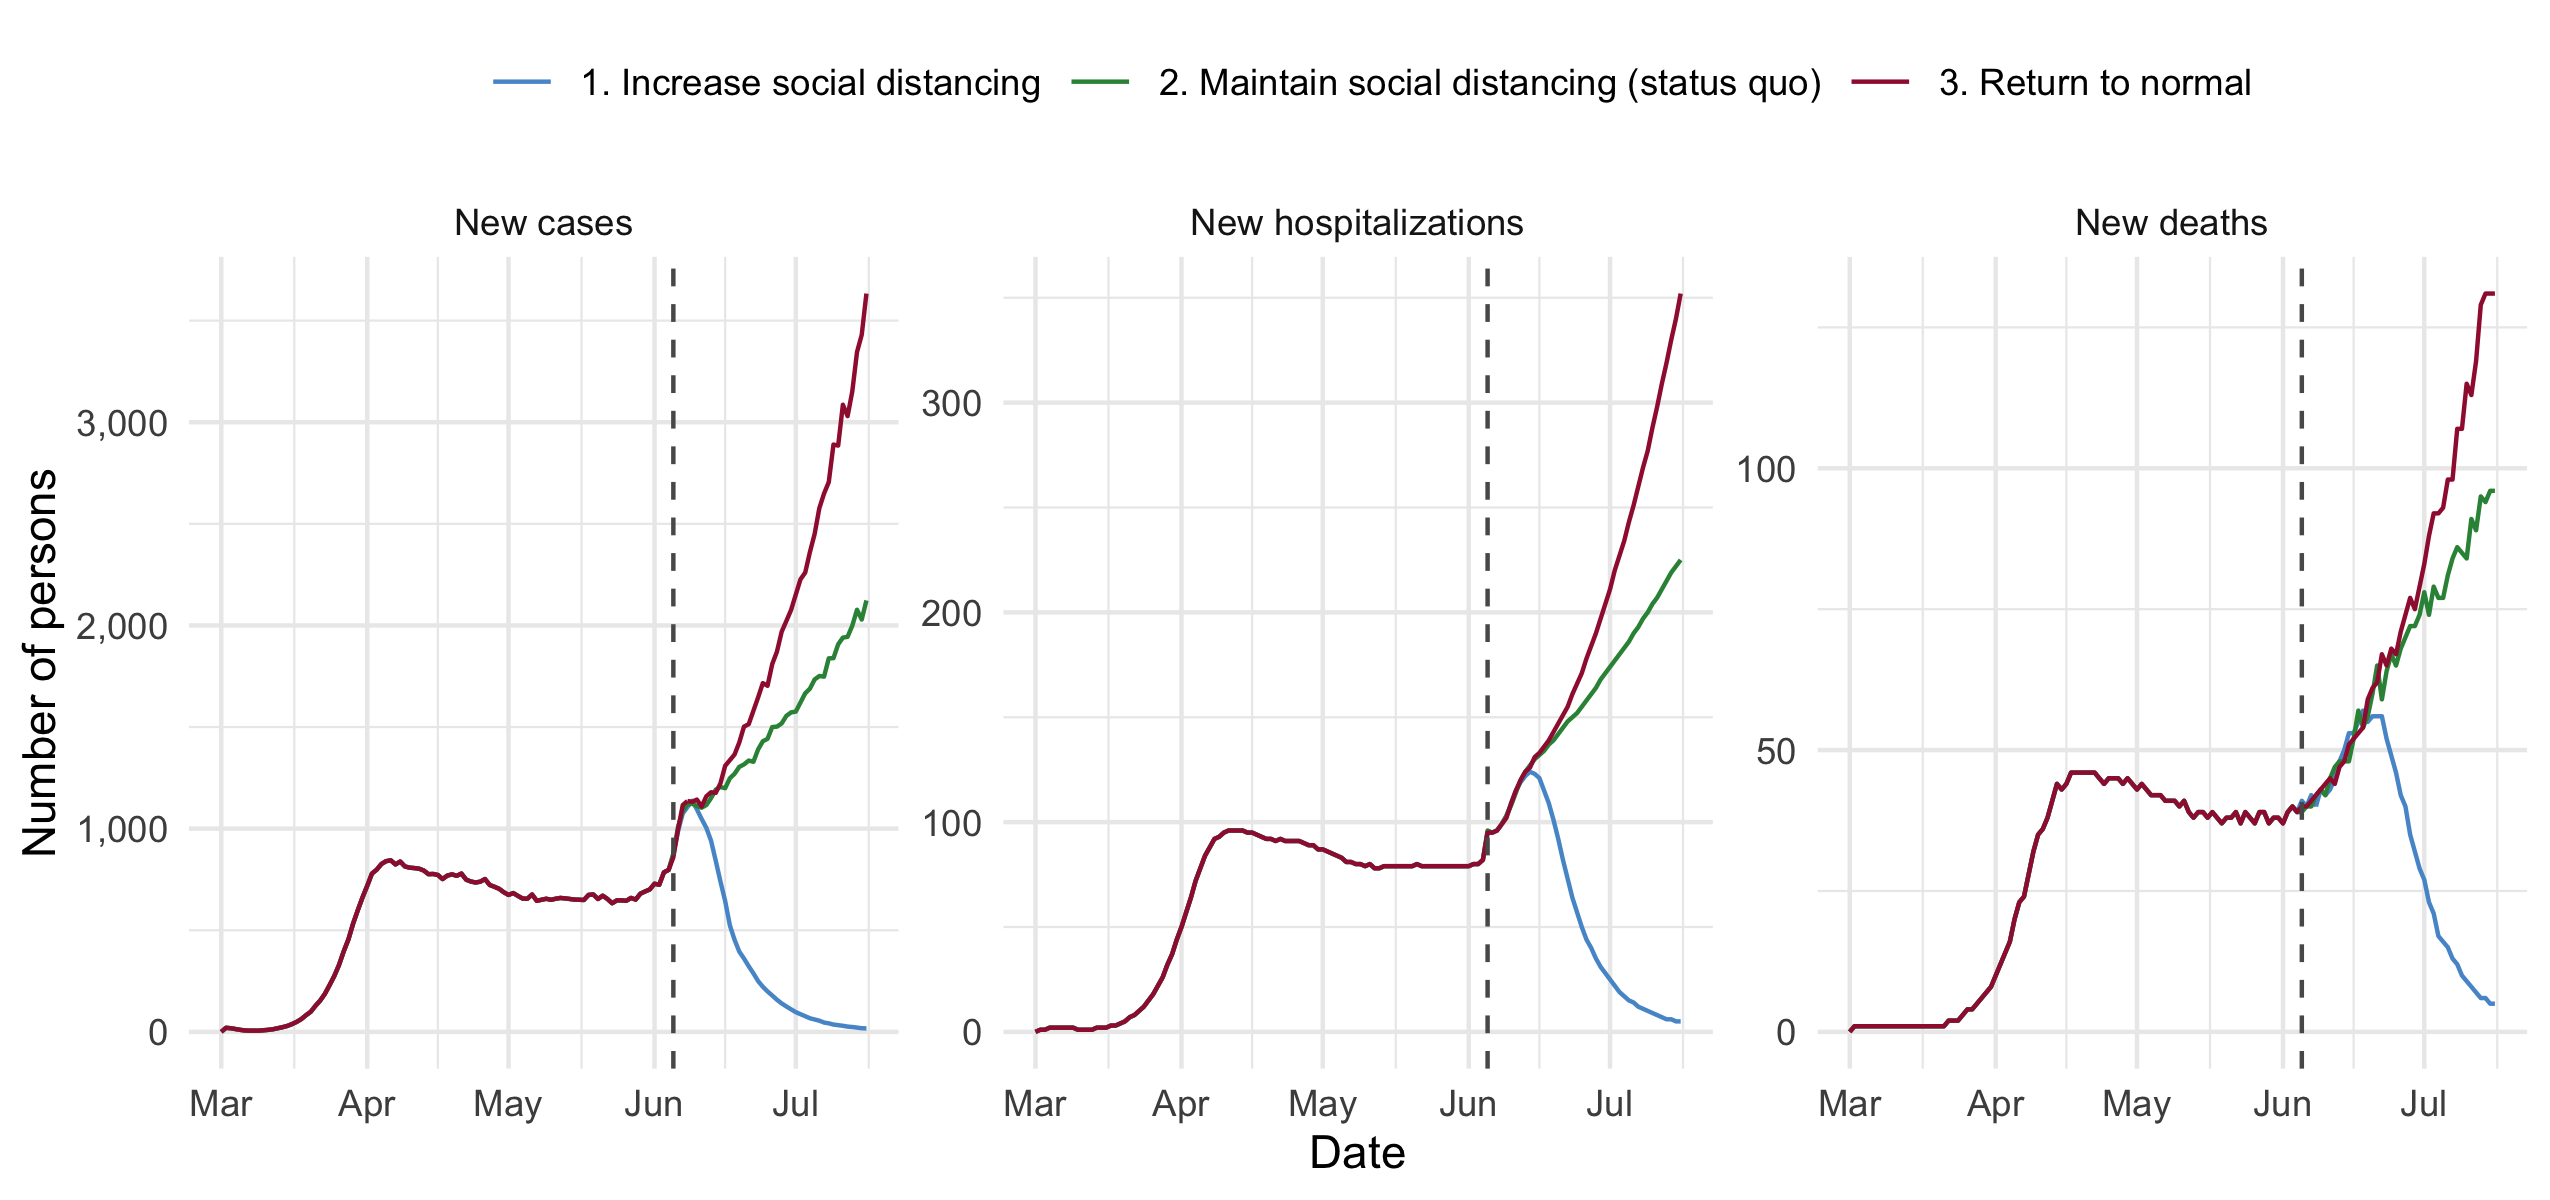 1. Increase social distancing 2. Maintain social distancing (status quo) 3. Return to normal
New cases New hospitalizations New deaths
Number of persons
3,000
2,000
1,000
0
300
200
100
0
100
50
0
Mar Apr May Jun Jul Mar Apr May Jun Jul Mar Apr May Jun Jul
Date